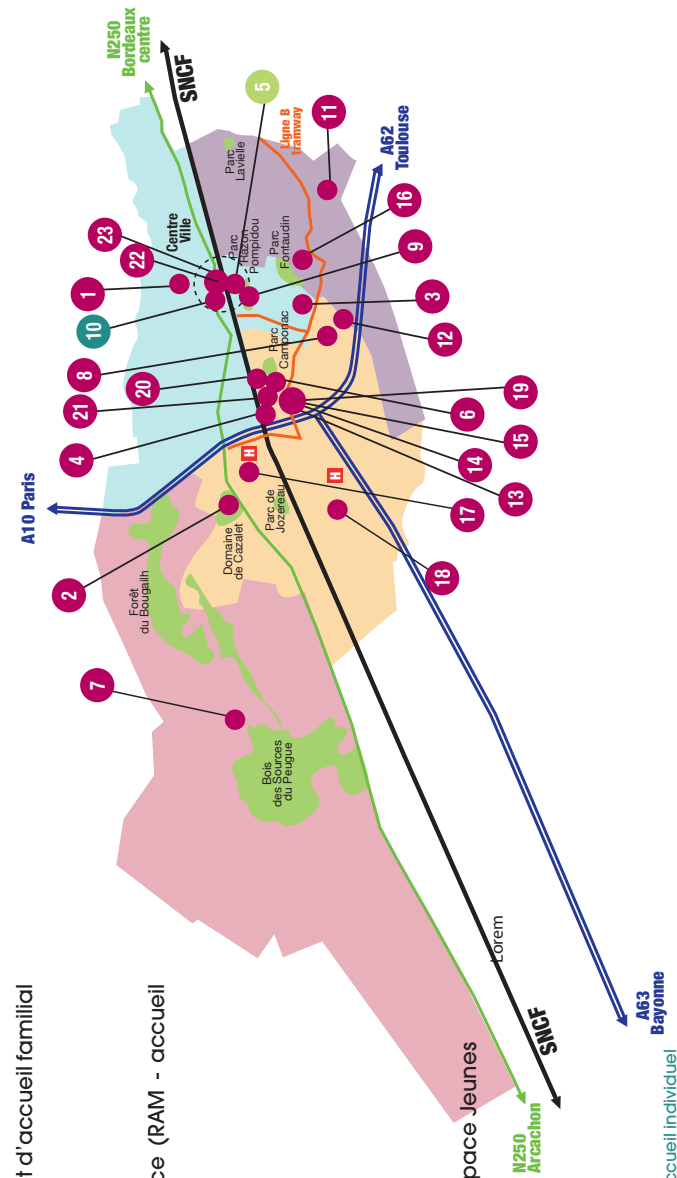 t d'accueil familial
ce (RAM - accueil
pace Jeunes
ccueil individuel
A10 Paris
N250
Bordeaux
centre
SNCF
5
Ligne B
tramway
11
A62
Toulouse
16
9
3
12
23
22
1
10
8
20
21
4
6
19
15
14
13
17
18
2
7
Centre
Ville
Parc
Lavielle
Parc
Razon
Pompidou
Parc
Fontaudin
Parc
Camponac
H
H
Parc de
Jozereau
Domaine
de Cazalet
Forêt
du Bougailh
Bois
des Sources
du Peugue
Lorem
SNCF
N250
Arcachon
A63
Bayonne